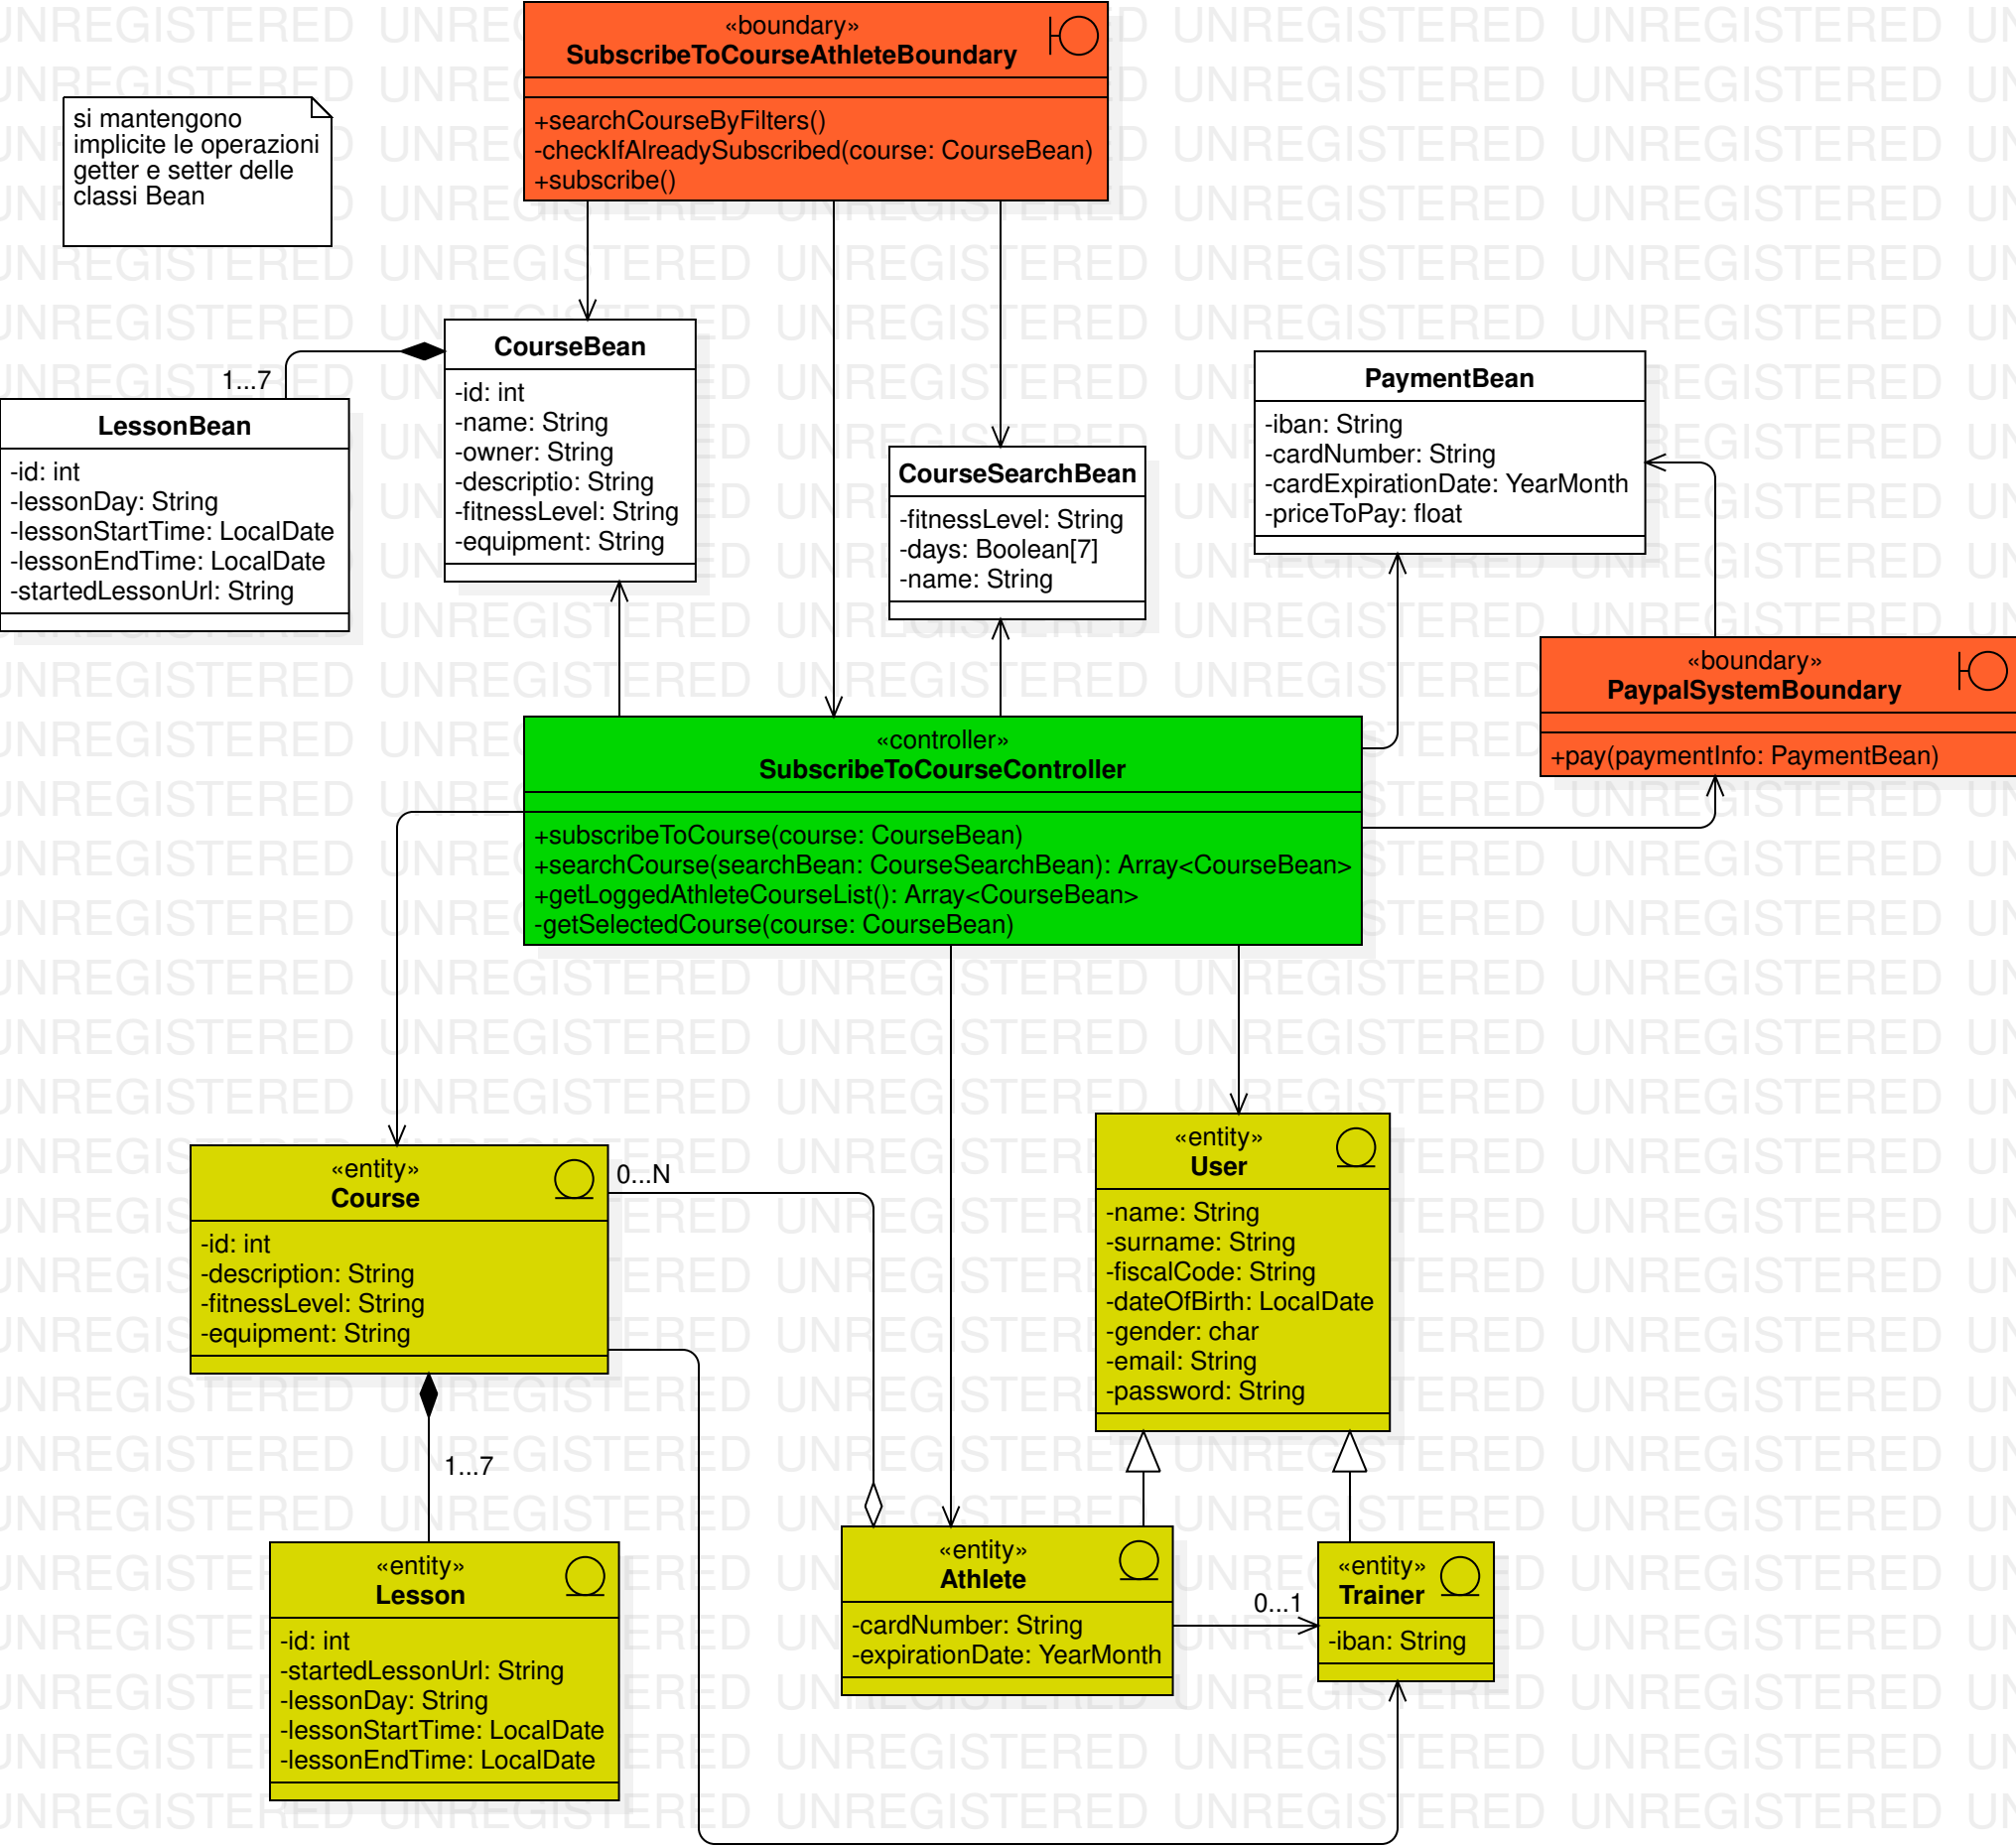 «boundary»
SubscribeToCourseAthleteBoundary
+searchCourseByFilters()
-checkIfAlreadySubscribed(course: CourseBean)
+subscribe()
si mantengono
implicite le operazioni
getter e setter delle
classi Bean
CourseBean
-id: int
-name: String
-owner: String
-descriptio: String
-fitnessLevel: String
-equipment: String
1...7
LessonBean
-id: int
-lessonDay: String
-lessonStartTime: LocalDate
-lessonEndTime: LocalDate
-startedLessonUrl: String
CourseSearchBean
-fitnessLevel: String
-days: Boolean[7]
-name: String
PaymentBean
-iban: String
-cardNumber: String
-cardExpirationDate: YearMonth
-priceToPay: float
«boundary»
PaypalSystemBoundary
+pay(paymentInfo: PaymentBean)
«controller»
SubscribeToCourseController
+subscribeToCourse(course: CourseBean)
+searchCourse(searchBean: CourseSearchBean): Array<CourseBean>
+getLoggedAthleteCourseList(): Array<CourseBean>
-getSelectedCourse(course: CourseBean)
«entity»
Course
-id: int
-description: String
-fitnessLevel: String
-equipment: String
0...N
«entity»
User
-name: String
-surname: String
-fiscalCode: String
-dateOfBirth: LocalDate
-gender: char
-email: String
-password: String
1...7
«entity»
Lesson
-id: int
-startedLessonUrl: String
-lessonDay: String
-lessonStartTime: LocalDate
-lessonEndTime: LocalDate
«entity»
Athlete
-cardNumber: String
-expirationDate: YearMonth
0...1
«entity»
Trainer
-iban: String
UNREGISTERED